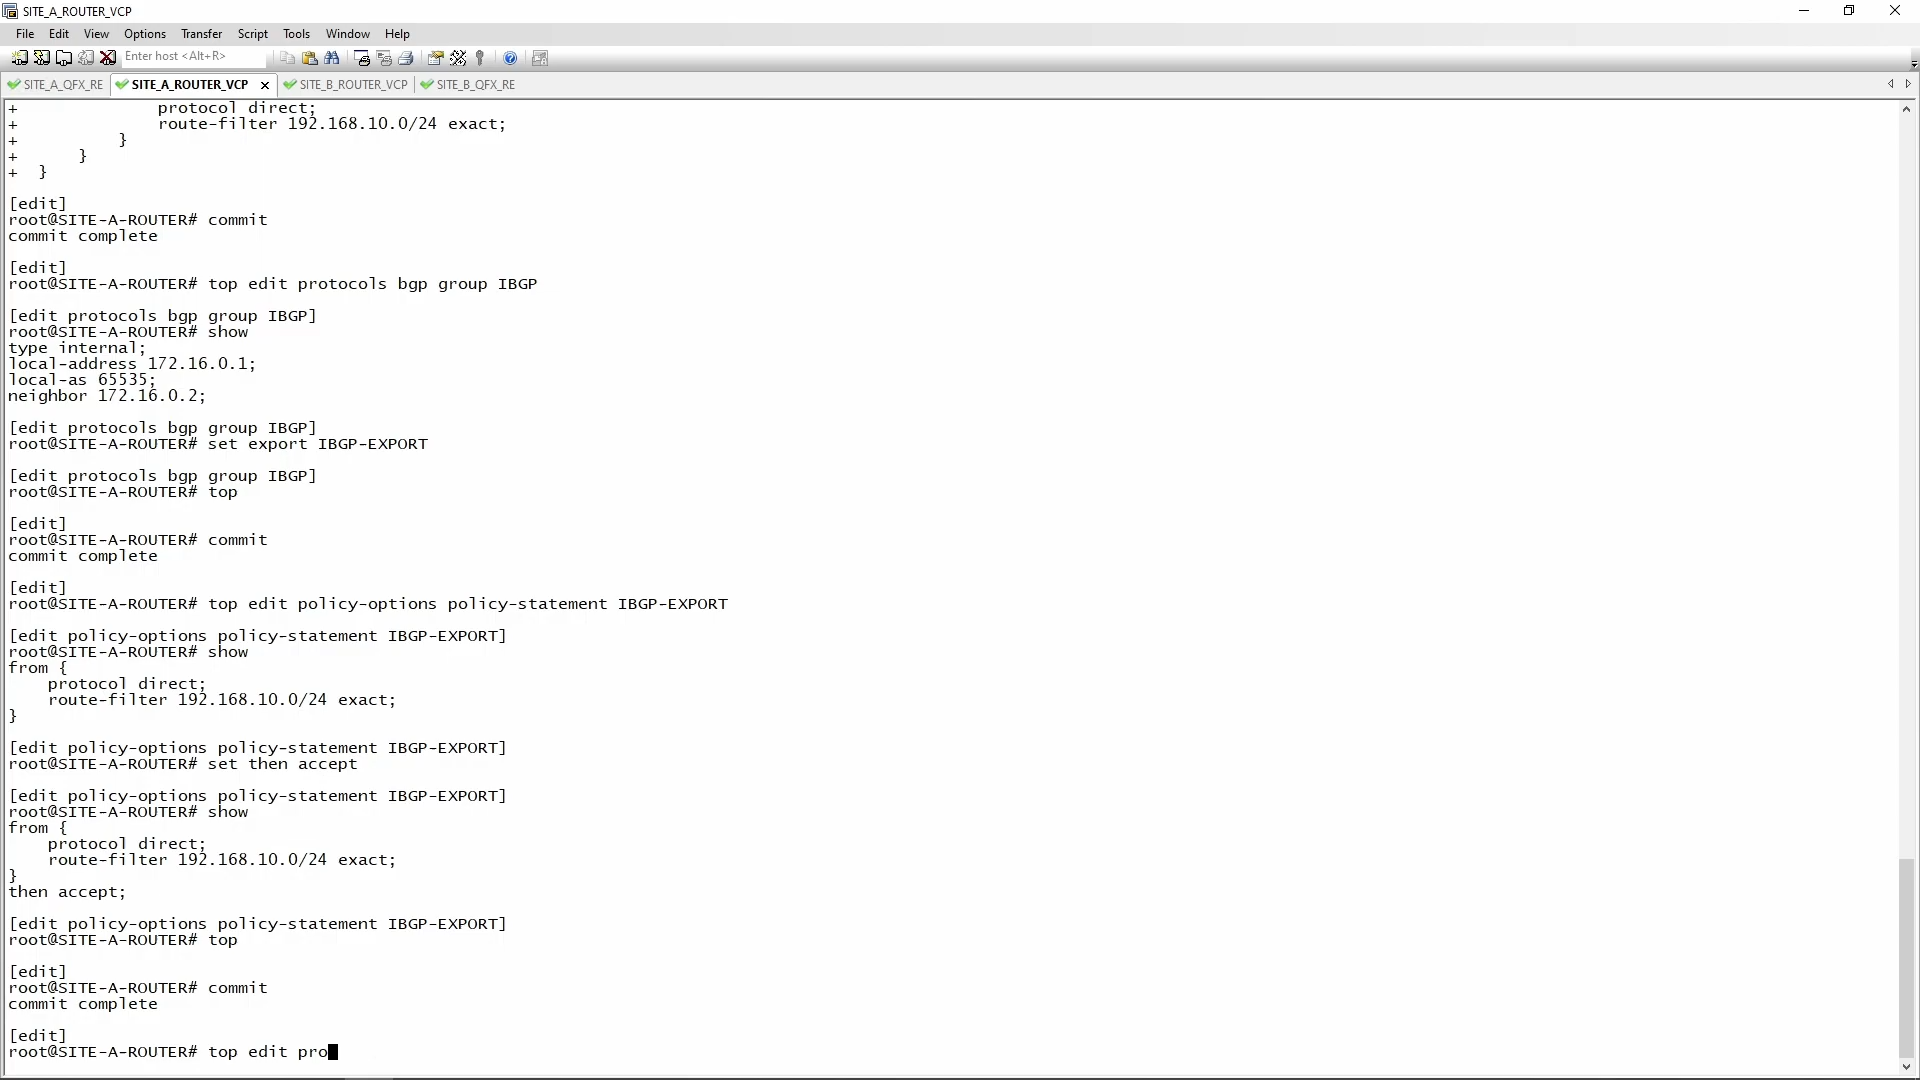 SITE_A_ROUTER_VCP
File Edit View Options Transfer Script Tools Window Help
Enter host <Alt+R>
SITE_A_QFX_RE SITE_A_ROUTER_VCP SITE_B_ROUTER_VCP SITE_B_QFX_RE
+ protocol direct;
+ route-filter 192.168.10.0/24 exact;
+ }
+ }
+ }
[edit]
root@SITE-A-ROUTER# commit
commit complete
[edit]
root@SITE-A-ROUTER# top edit protocols bgp group IBGP
[edit protocols bgp group IBGP]
root@SITE-A-ROUTER# show
type internal;
local-address 172.16.0.1;
local-as 65535;
neighbor 172.16.0.2;
[edit protocols bgp group IBGP]
root@SITE-A-ROUTER# set export IBGP-EXPORT
[edit protocols bgp group IBGP]
root@SITE-A-ROUTER# top
[edit]
root@SITE-A-ROUTER# commit
commit complete
[edit]
root@SITE-A-ROUTER# top edit policy-options policy-statement IBGP-EXPORT
[edit policy-options policy-statement IBGP-EXPORT]
root@SITE-A-ROUTER# show
from {
protocol direct;
route-filter 192.168.10.0/24 exact;
}
[edit policy-options policy-statement IBGP-EXPORT]
root@SITE-A-ROUTER# set then accept
[edit policy-options policy-statement IBGP-EXPORT]
root@SITE-A-ROUTER# show
from {
protocol direct;
route-filter 192.168.10.0/24 exact;
}
then accept;
[edit policy-options policy-statement IBGP-EXPORT]
root@SITE-A-ROUTER# top
[edit]
root@SITE-A-ROUTER# commit
commit complete
[edit]
root@SITE-A-ROUTER# top edit pro